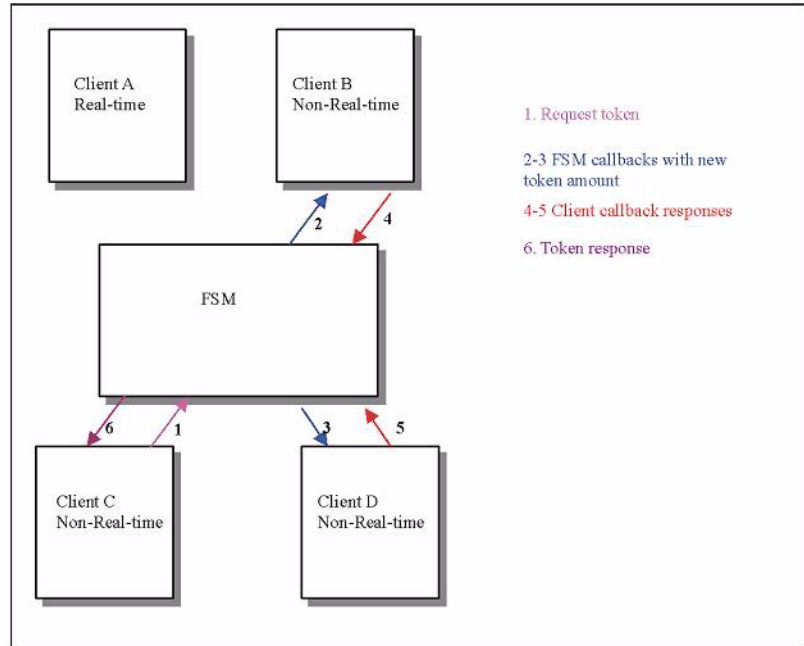 Client A
Real-time
Client B
Non-Real-time
1. Request token
2-3 FSM callbacks with new
token amount
4-5 Client callback responses
6. Token response
2
4
FSM
6
1
3
5
Client C
Non-Real-time
Client D
Non-Real-time